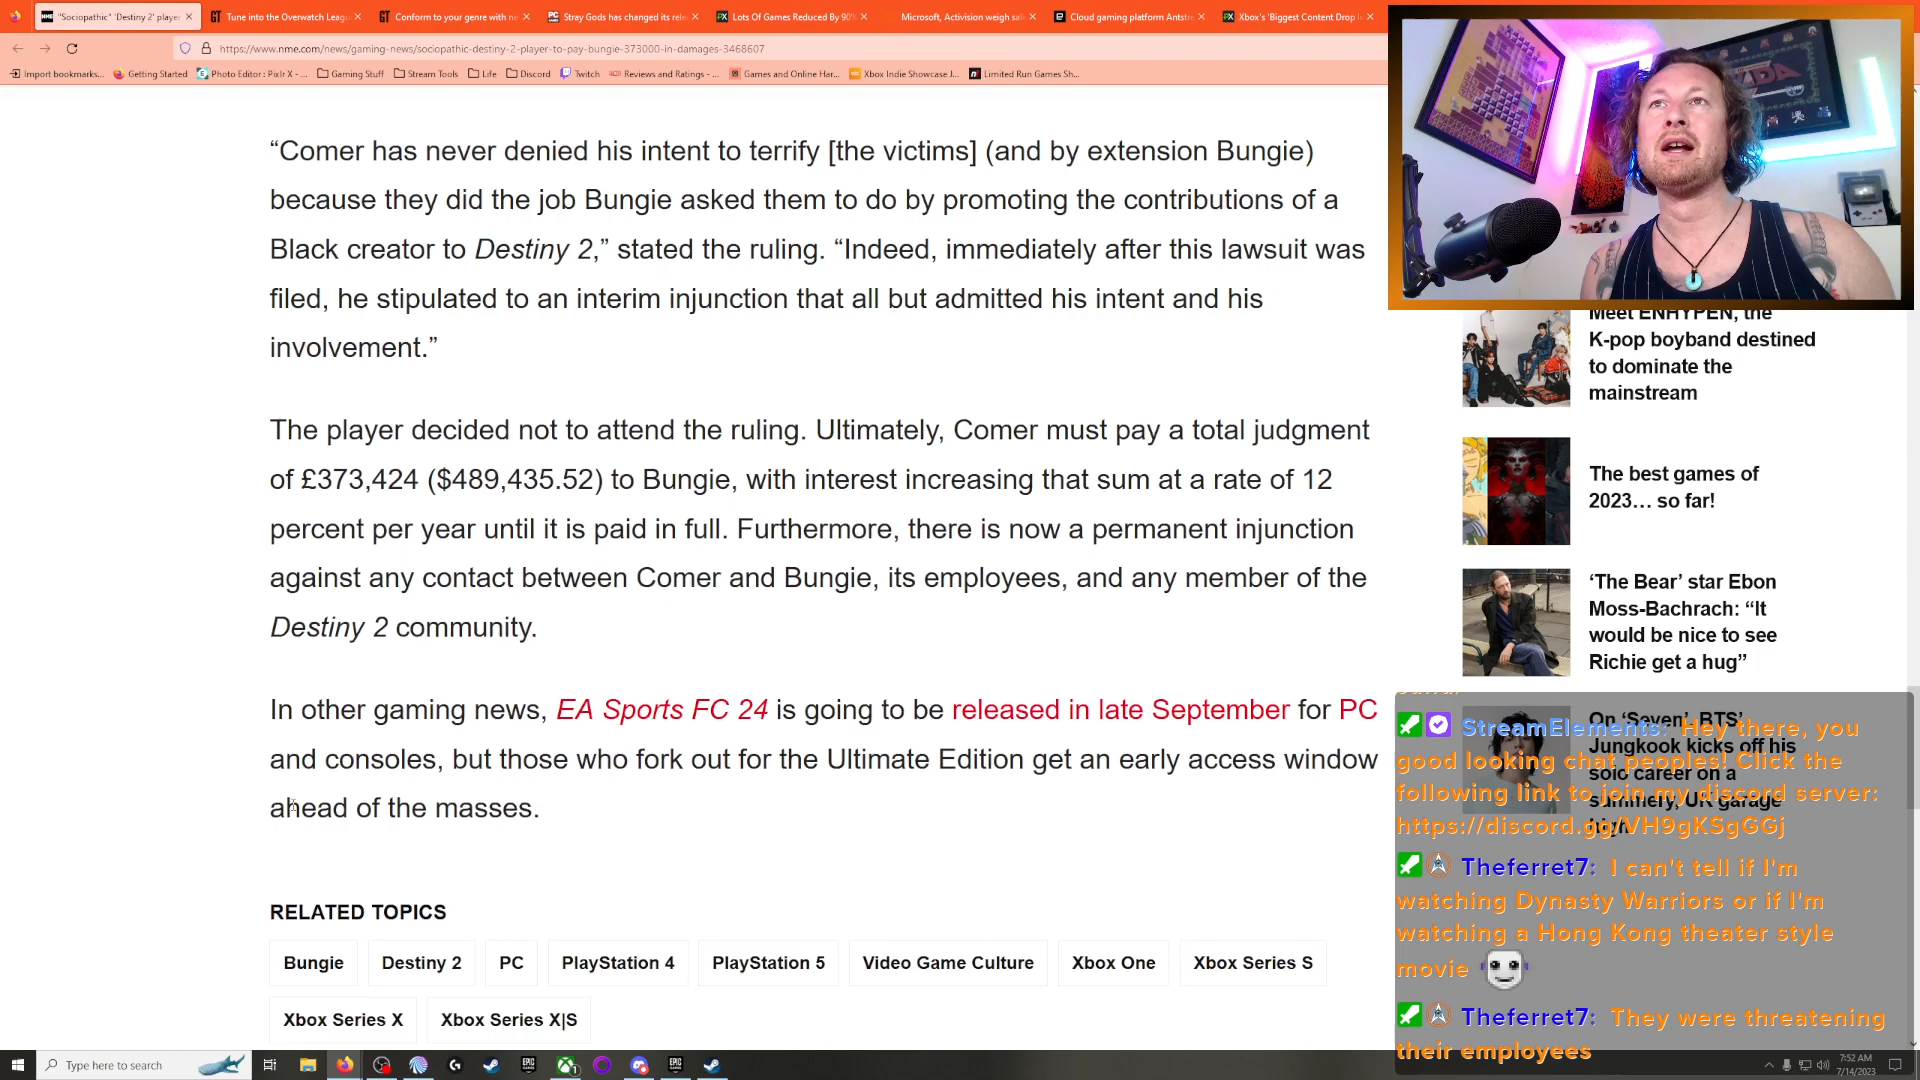 "Sociopathic" 'Destiny 2' player
Tune into the Overwatch Leagu
Conform to your genre with ne
Stray Gods has changed its rele
Lots Of Games Reduced By 90%
Microsoft, Activision weigh sal
Cloud gaming platform Antstre
Xbox's 'Biggest Content Drop I
https://www.nme.com/news/gaming-news/sociopathic-destiny-2-player-to-pay-bungie-373000-in-damages-3468607
Import bookmarks...
Getting Started
Photo Editor : Pixlr X - ...
Gaming Stuff
Stream Tools
Life
Discord
Twitch
Reviews and Ratings - ...
Games and Online Har...
Xbox Indie Showcase J...
Limited Run Games Sh...
“Comer has never denied his intent to terrify [the victims] (and by extension Bungie)
because they did the job Bungie asked them to do by promoting the contributions of a
Black creator to Destiny 2,” stated the ruling. “Indeed, immediately after this lawsuit was
filed, he stipulated to an interim injunction that all but admitted his intent and his
involvement.”
The player decided not to attend the ruling. Ultimately, Comer must pay a total judgment
of £373,424 ($489,435.52) to Bungie, with interest increasing that sum at a rate of 12
percent per year until it is paid in full. Furthermore, there is now a permanent injunction
against any contact between Comer and Bungie, its employees, and any member of the
Destiny 2 community.
In other gaming news, EA Sports FC 24 is going to be released in late September for PC
and consoles, but those who fork out for the Ultimate Edition get an early access window
ahead of the masses.
RELATED TOPICS
Bungie
Destiny 2
PC
PlayStation 4
PlayStation 5
Video Game Culture
Xbox One
Xbox Series S
Xbox Series X
Xbox Series X|S
Meet ENHYPEN, the
K-pop boyband destined
to dominate the
mainstream
The best games of
2023… so far!
‘The Bear’ star Ebon
Moss-Bachrach: “It
would be nice to see
Richie get a hug”
On ‘Seven’, BTS’
Jungkook kicks off his
solo career on a
summery, UK garage
high
StreamElements: Hey there, you
good looking chat peoples! Click the
following link to join my discord server:
https://discord.gg/VH9gKSgGGj
Theferret7: I can't tell if I'm
watching Dynasty Warriors or if I'm
watching a Hong Kong theater style
movie
Theferret7: They were threatening
their employees
Type here to search
7:52 AM
7/14/2023